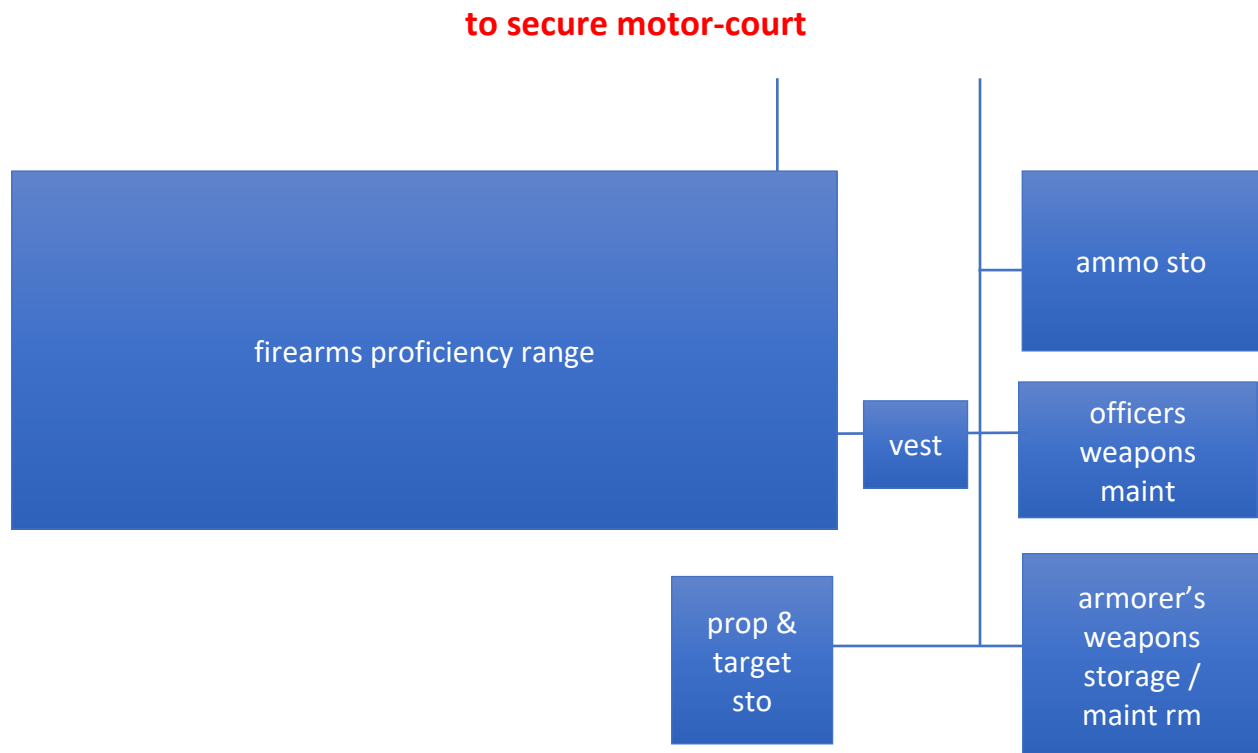 to secure motor-court
ammo sto
firearms proficiency range
officers
weapons
maint
vest
prop &
target
sto
armorer’s
weapons
storage /
maint rm